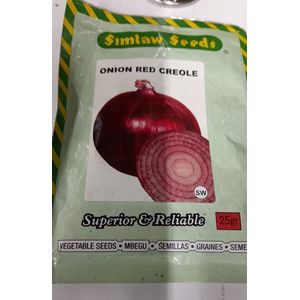 Simlaw Seeds
ONION RED CREOLE
SW
Superior & Reliable
25gr
VEGETABLE SEEDS • MBEGU • SEMILLAS • GRAINES • SEME